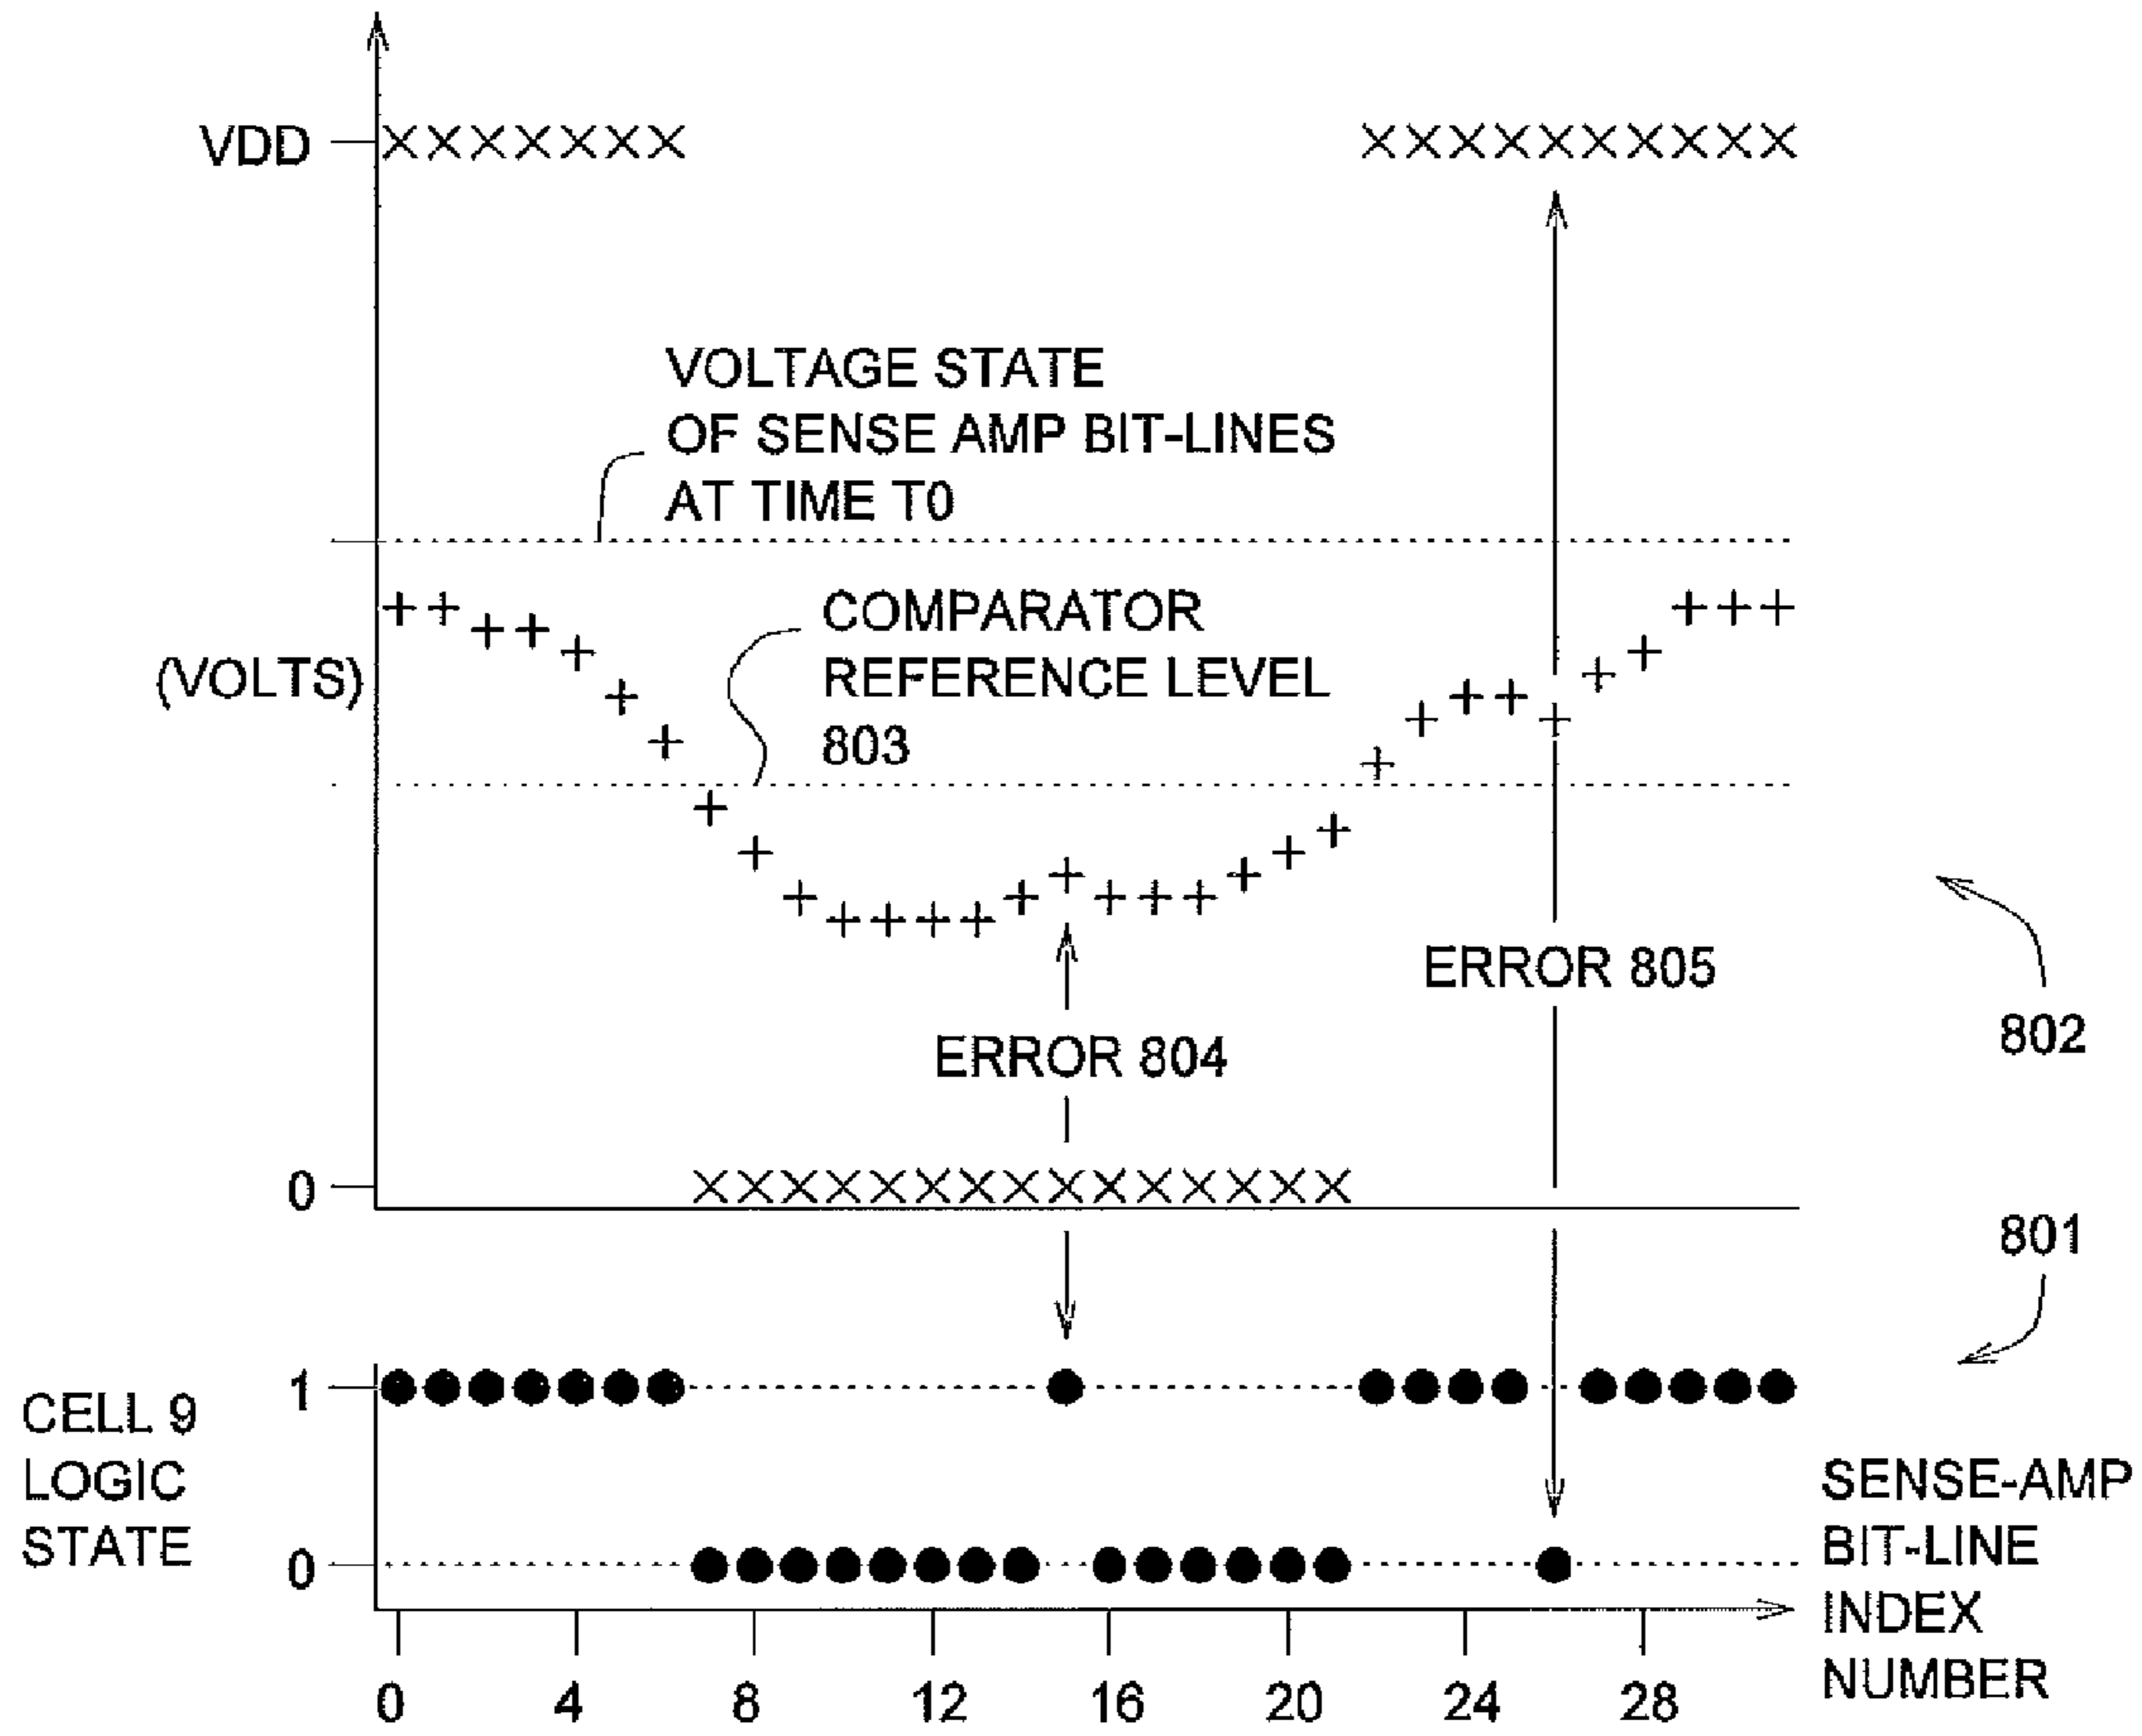 VDD
VOLTAGE STATE
OF SENSE AMP BIT-LINES
AT TIME T0
(VOLTS)
COMPARATOR
REFERENCE LEVEL
803
ERROR 805
802
ERROR 804
0
801
1
CELL 9
LOGIC
STATE
0
SENSE-AMP
BIT-LINE
INDEX
NUMBER
0 4 8 12 16 20 24 28